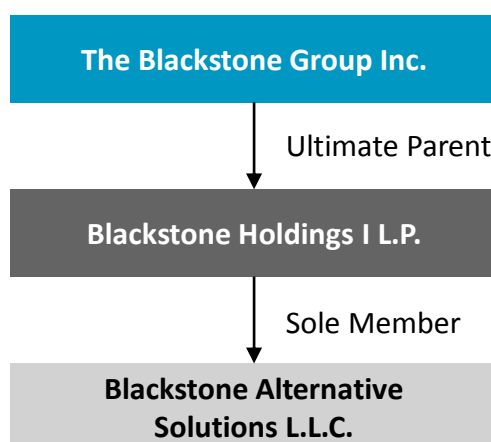 The Blackstone Group Inc.
Ultimate Parent
Blackstone Holdings I L.P.
Sole Member
Blackstone Alternative
Solutions L.L.C.